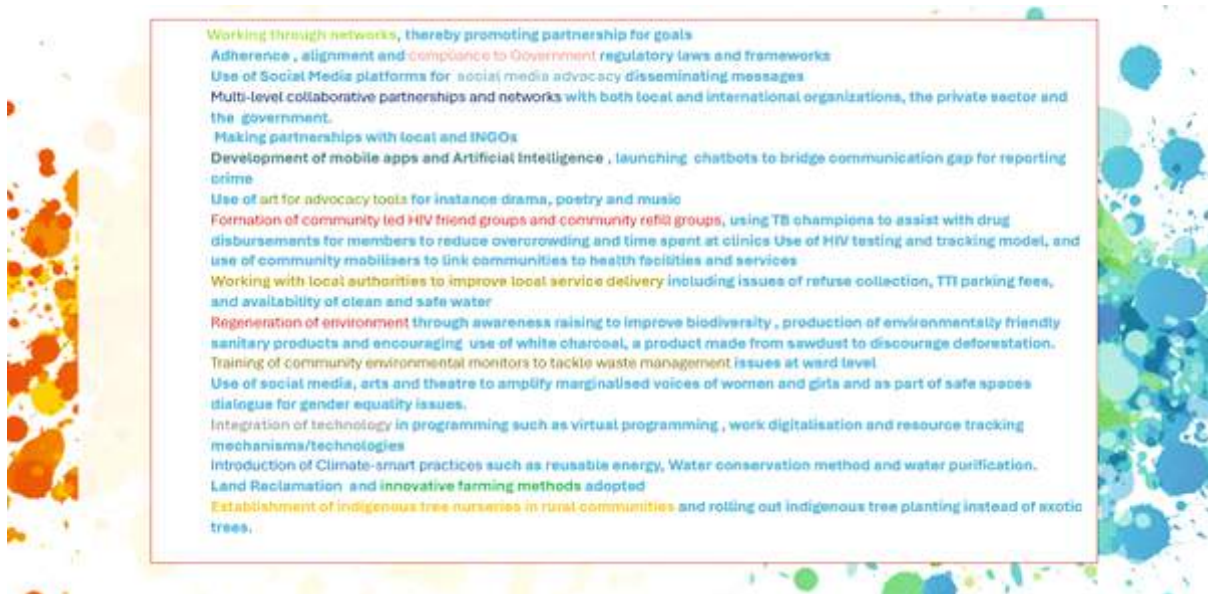 Working through networks, thereby promoting partnership for goals
Adherence , alignment and compliance to Government regulatory laws and frameworks
Use of Social Media platforms for social media advocacy disseminating messages
Multi-level collaborative partnerships and networks with both local and international organizations, the private sector and
the government.
Making partnerships with local and INGOs
Development of mobile apps and Artificial Intelligence , launching chatbots to bridge communication gap for reporting
crime
Use of art for advocacy tools for instance drama, poetry and music
Formation of community led HIV friend groups and community refill groups, using TB champions to assist with drug
disbursements for members to reduce overcrowding and time spent at clinics Use of HIV testing and tracking model, and
use of community mobilisers to link communities to health facilities and services
Working with local authorities to improve local service delivery including issues of refuse collection, TTI parking fees,
and availability of clean and safe water
Regeneration of environment through awareness raising to improve biodiversity , production of environmentally friendly
sanitary products and encouraging use of white charcoal, a product made from sawdust to discourage deforestation.
Training of community environmental monitors to tackle waste management issues at ward level
Use of social media, arts and theatre to amplify marginalised voices of women and girls and as part of safe spaces
dialogue for gender equality issues.
Integration of technology in programming such as virtual programming , work digitalisation and resource tracking
mechanisms/technologies
Introduction of Climate-smart practices such as reusable energy, Water conservation method and water purification.
Land Reclamation and innovative farming methods adopted
Establishment of indigenous tree nurseries in rural communities and rolling out indigenous tree planting instead of exotic
trees.